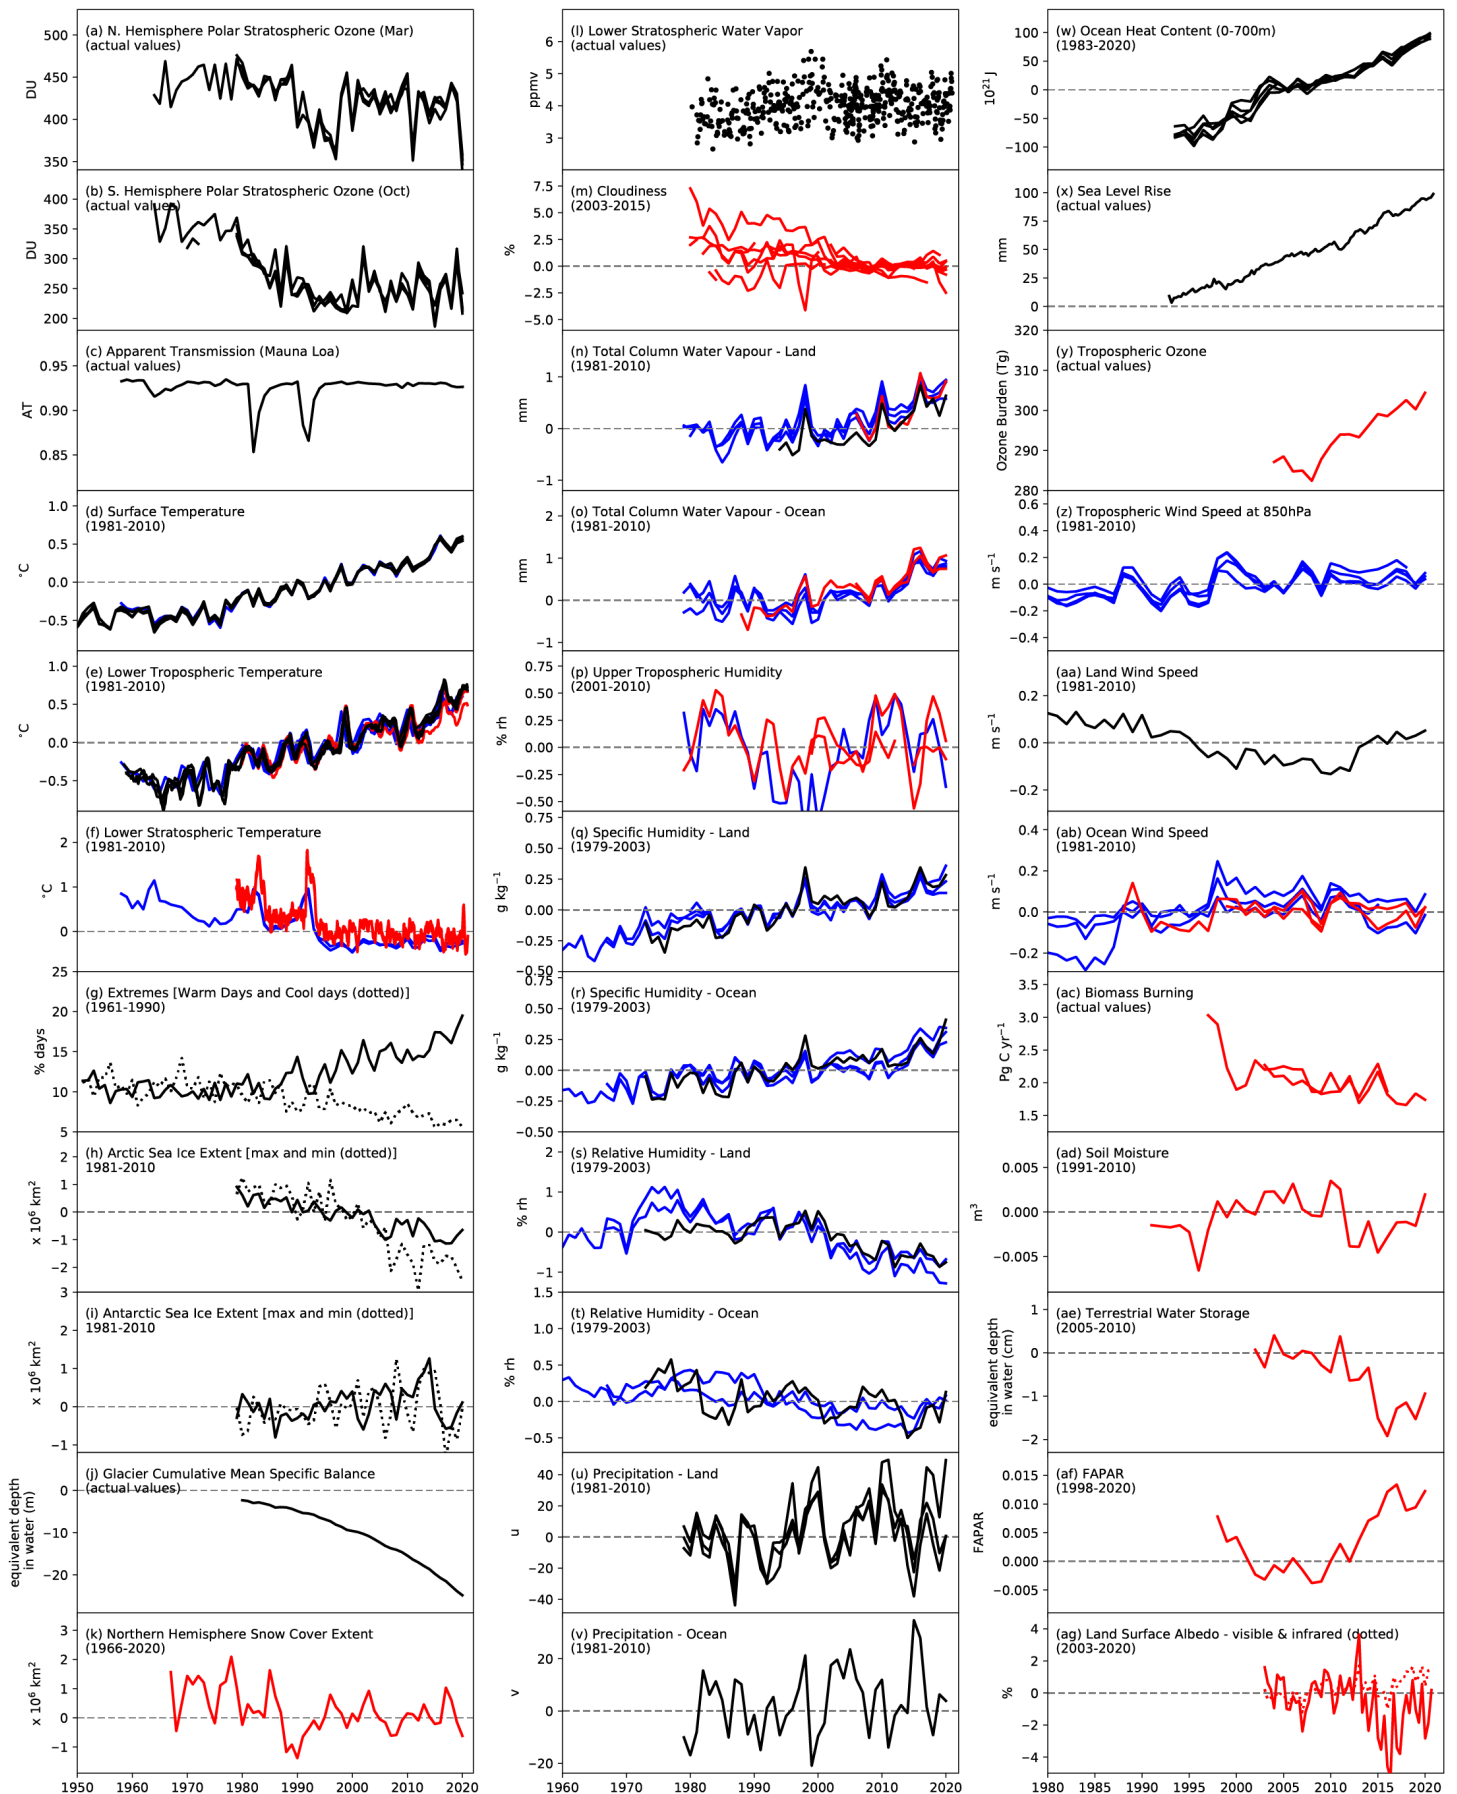 (a) N. Hemisphere Polar Stratospheric Ozone (Mar)
(actual values)
DU
500
450
400
350
(b) S. Hemisphere Polar Stratospheric Ozone (Oct)
(actual values)
DU
400
350
300
250
200
(c) Apparent Transmission (Mauna Loa)
(actual values)
AT
0.95
0.90
0.85
(d) Surface Temperature
(1981-2010)
°C
1.0
0.5
0.0
−0.5
(e) Lower Tropospheric Temperature
(1981-2010)
°C
1.0
0.5
0.0
−0.5
(f) Lower Stratospheric Temperature
(1981-2010)
°C
2
1
0
(g) Extremes [Warm Days and Cool days (dotted)]
(1961-1990)
% days
25
20
15
10
5
(h) Arctic Sea Ice Extent [max and min (dotted)]
1981-2010
x 10⁶ km²
2
1
0
−1
−2
(i) Antarctic Sea Ice Extent [max and min (dotted)]
1981-2010
x 10⁶ km²
3
2
1
0
−1
(j) Glacier Cumulative Mean Specific Balance
(actual values)
equivalent depth
in water (m)
0
−10
−20
(k) Northern Hemisphere Snow Cover Extent
(1966-2020)
x 10⁶ km²
3
2
1
0
−1
1950 1960 1970 1980 1990 2000 2010 2020
(l) Lower Stratospheric Water Vapor
(actual values)
ppmv
6
5
4
3
(m) Cloudiness
(2003-2015)
%
7.5
5.0
2.5
0.0
−2.5
−5.0
(n) Total Column Water Vapour - Land
(1981-2010)
mm
1
0
−1
(o) Total Column Water Vapour - Ocean
(1981-2010)
mm
2
1
0
−1
(p) Upper Tropospheric Humidity
(2001-2010)
% rh
0.75
0.50
0.25
0.00
−0.25
−0.50
(q) Specific Humidity - Land
(1979-2003)
g kg⁻¹
0.75
0.50
0.25
0.00
−0.25
−0.50
(r) Specific Humidity - Ocean
(1979-2003)
g kg⁻¹
0.75
0.50
0.25
0.00
−0.25
−0.50
(s) Relative Humidity - Land
(1979-2003)
% rh
2
1
0
−1
(t) Relative Humidity - Ocean
(1979-2003)
% rh
1.5
1.0
0.5
0.0
−0.5
(u) Precipitation - Land
(1981-2010)
u
40
20
0
−20
−40
(v) Precipitation - Ocean
(1981-2010)
v
20
0
−20
1960 1970 1980 1990 2000 2010 2020
(w) Ocean Heat Content (0-700m)
(1983-2020)
10²¹ J
100
50
0
−50
−100
(x) Sea Level Rise
(actual values)
mm
100
75
50
25
0
(y) Tropospheric Ozone
(actual values)
Ozone Burden (Tg)
320
310
300
290
280
(z) Tropospheric Wind Speed at 850hPa
(1981-2010)
m s⁻¹
0.6
0.4
0.2
0.0
−0.2
−0.4
(aa) Land Wind Speed
(1981-2010)
m s⁻¹
0.2
0.0
−0.2
(ab) Ocean Wind Speed
(1981-2010)
m s⁻¹
0.4
0.2
0.0
−0.2
(ac) Biomass Burning
(actual values)
Pg C yr⁻¹
3.5
3.0
2.5
2.0
1.5
(ad) Soil Moisture
(1991-2010)
m³
0.005
0.000
−0.005
(ae) Terrestrial Water Storage
(2005-2010)
equivalent depth
in water (cm)
1
0
−1
−2
(af) FAPAR
(1998-2020)
FAPAR
0.015
0.010
0.005
0.000
−0.005
(ag) Land Surface Albedo - visible & infrared (dotted)
(2003-2020)
%
4
2
0
−2
−4
1980 1985 1990 1995 2000 2005 2010 2015 2020